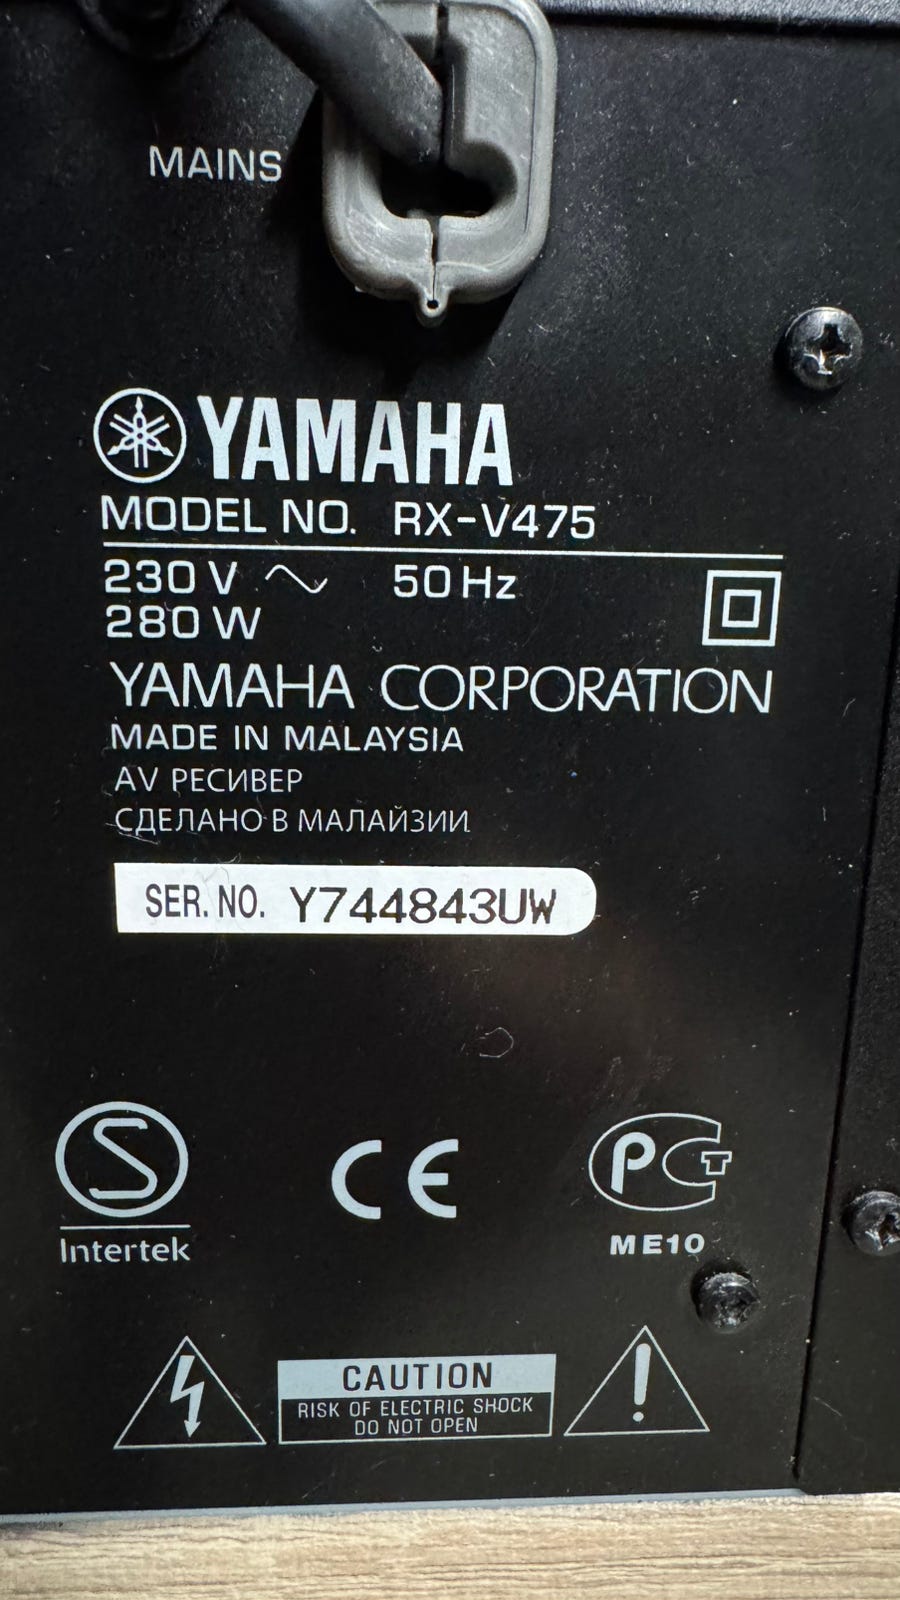 MAINS
YAMAHA
MODEL NO. RX-V475
230 V ~ 50 Hz
280 W
YAMAHA CORPORATION
MADE IN MALAYSIA
AV РЕСИВЕР
СДЕЛАНО В МАЛАЙЗИИ
SER. NO. Y744843UW
S
Intertek
CE
РСТ
ME10
CAUTION
RISK OF ELECTRIC SHOCK
DO NOT OPEN